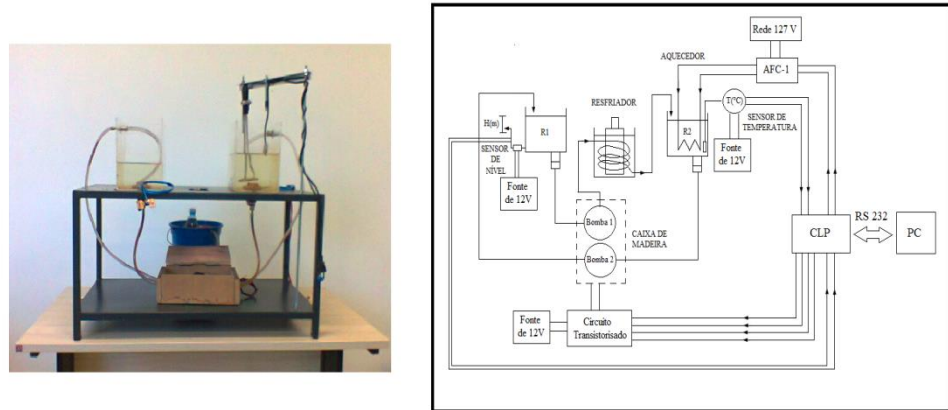 Rede 127 V
AQUECEDOR
AFC-1
H(m)
R1
RESFRIADOR
R2
T(°C)
SENSOR DE
TEMPERATURA
SENSOR
DE
NÍVEL
Fonte
de 12V
Fonte
de 12V
Bomba 1
CAIXA DE
MADEIRA
Bomba 2
CLP
RS 232
PC
Fonte
de 12V
Circuito
Transistorisado